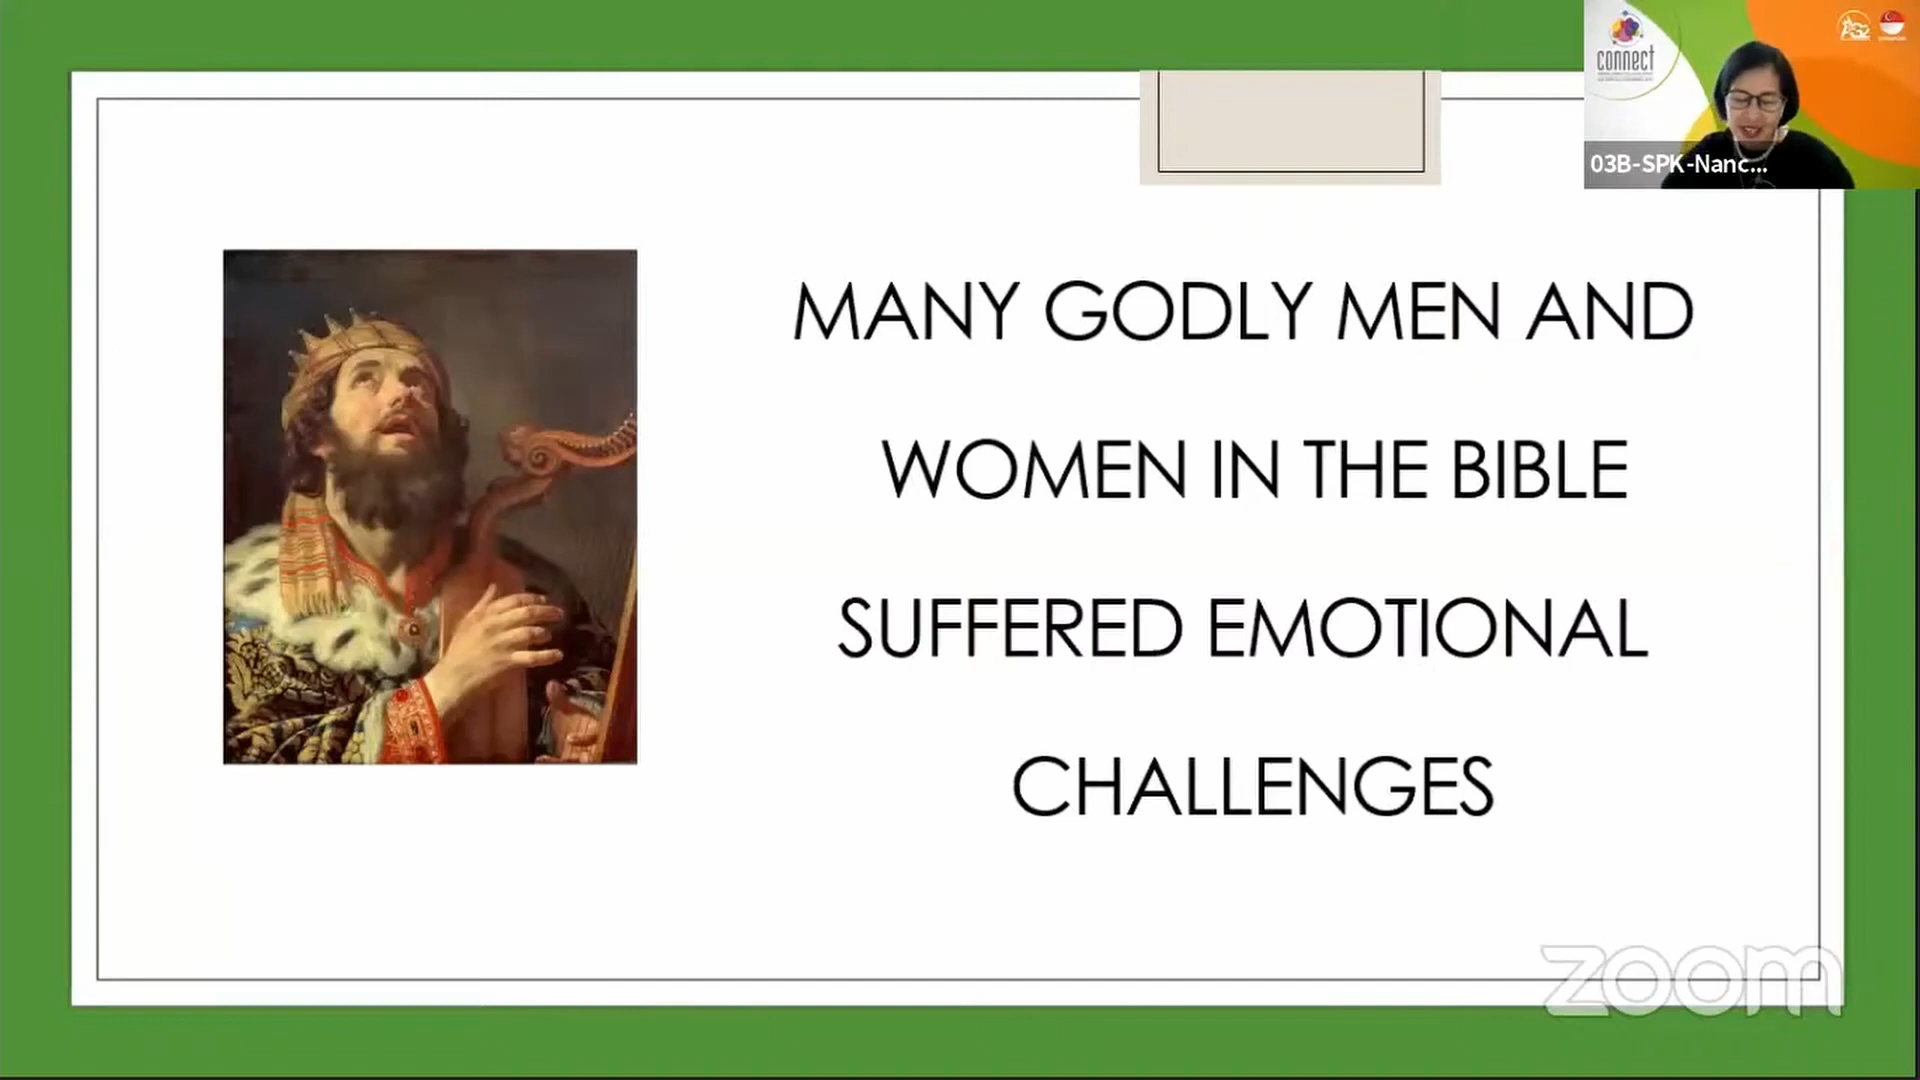 connect
03B-SPK-Nanc...
MANY GODLY MEN AND
WOMEN IN THE BIBLE
SUFFERED EMOTIONAL
CHALLENGES
zoom